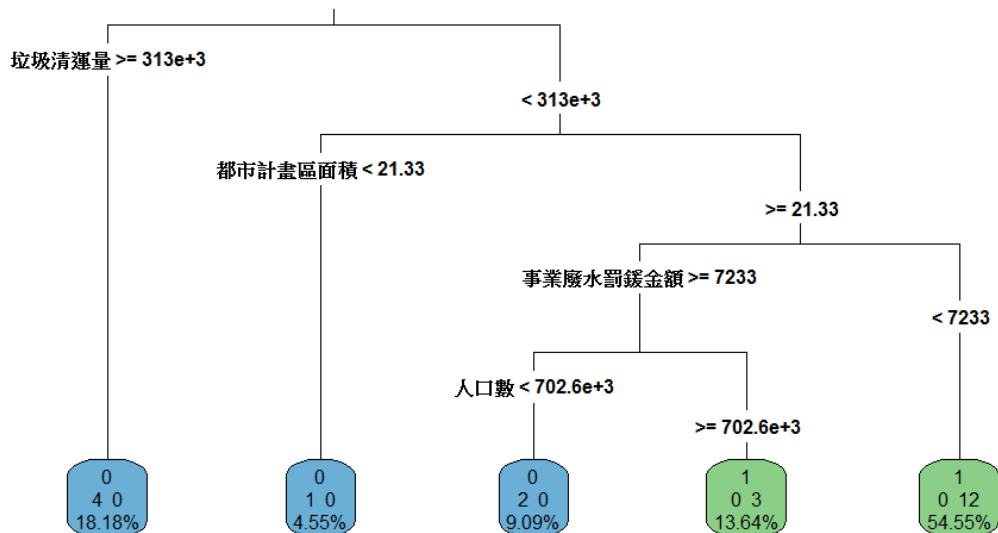 垃圾清運量 >= 313e+3
< 313e+3
都市計畫區面積 < 21.33
>= 21.33
事業廢水罰鍰金額 >= 7233
< 7233
人口數 < 702.6e+3
>= 702.6e+3
0
4 0
18.18%
0
1 0
4.55%
0
2 0
9.09%
1
0 3
13.64%
1
0 12
54.55%